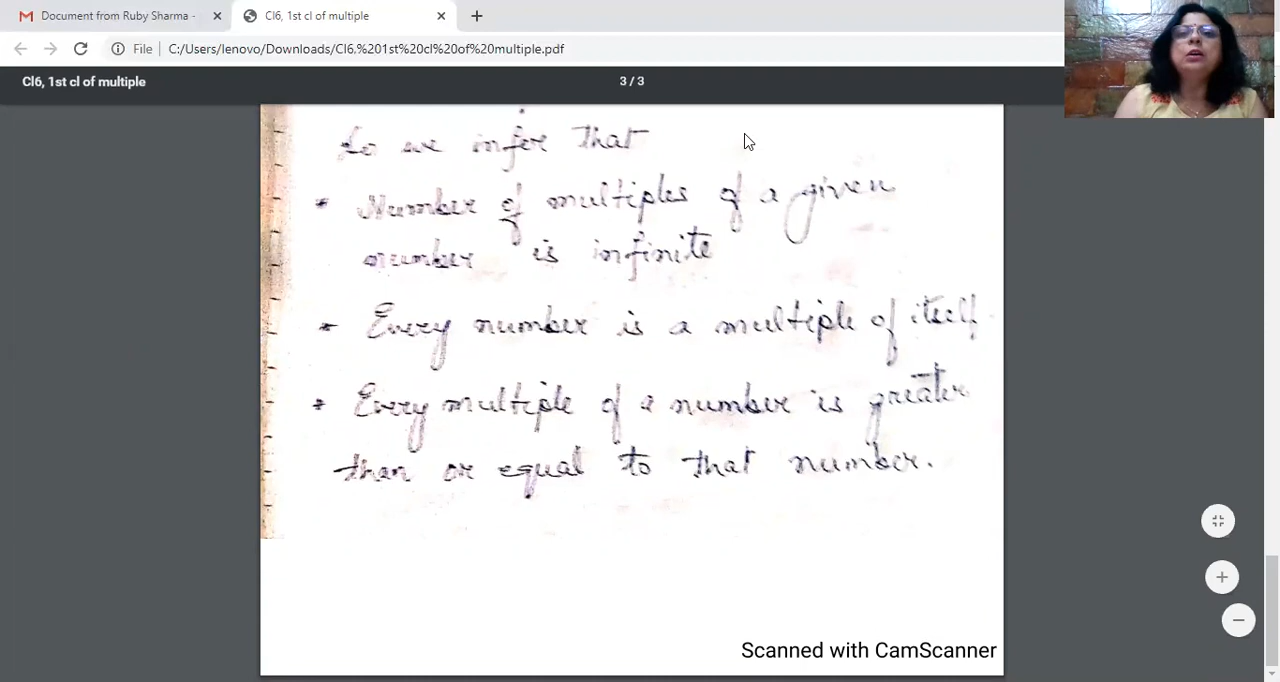 Document from Ruby Sharma -
Cl6, 1st cl of multiple
File
C:/Users/lenovo/Downloads/Cl6.%201st%20cl%20of%20multiple.pdf
Cl6, 1st cl of multiple
3 / 3
So we infer that
* Number of multiples of a given
number is infinite
* Every number is a multiple of itself.
* Every multiple of a number is greater
than or equal to that number.
Scanned with CamScanner